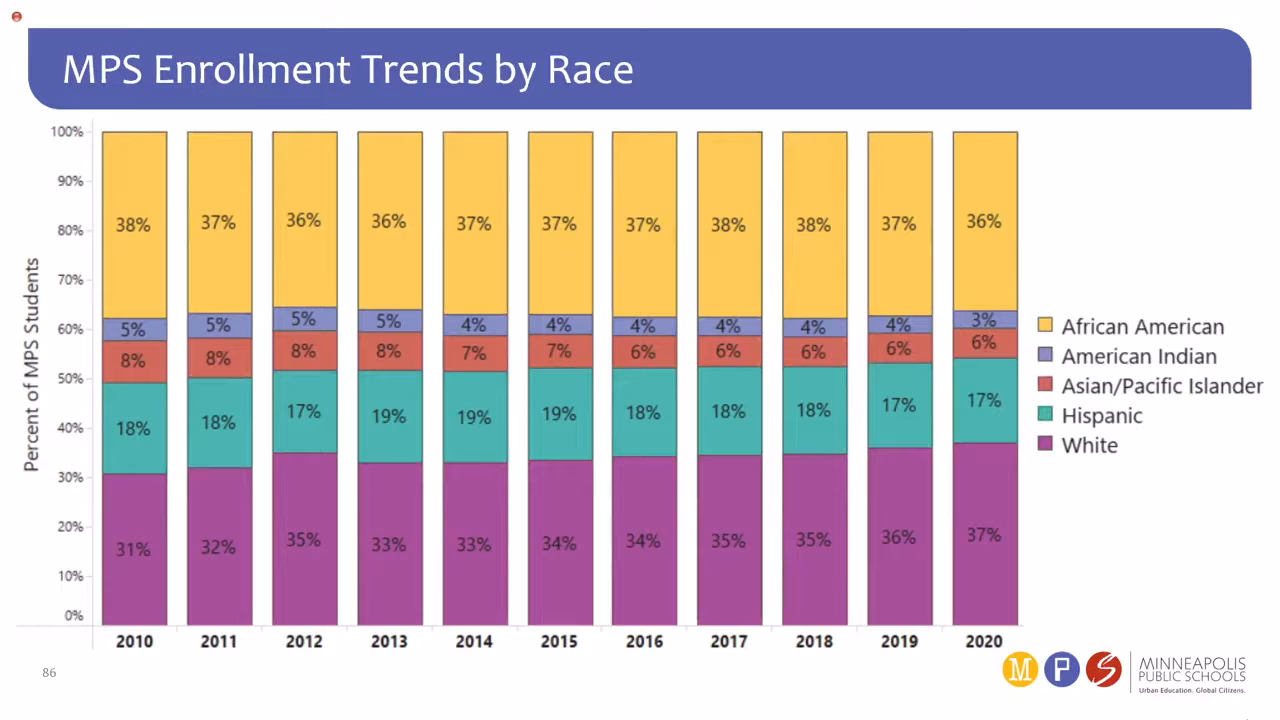 MPS Enrollment Trends by Race
Percent of MPS Students
100%
90%
80%
70%
60%
50%
40%
30%
20%
10%
0%
38% 37% 36% 36% 37% 37% 37% 38% 38% 37% 36%
5% 5% 5% 5% 4% 4% 4% 4% 4% 4% 3%
8% 8% 8% 8% 7% 7% 6% 6% 6% 6% 6%
18% 18% 17% 19% 19% 19% 18% 18% 18% 17% 17%
31% 32% 35% 33% 33% 34% 34% 35% 35% 36% 37%
2010 2011 2012 2013 2014 2015 2016 2017 2018 2019 2020
African American
American Indian
Asian/Pacific Islander
Hispanic
White
86
M P S
MINNEAPOLIS
PUBLIC SCHOOLS
Urban Education. Global Citizens.